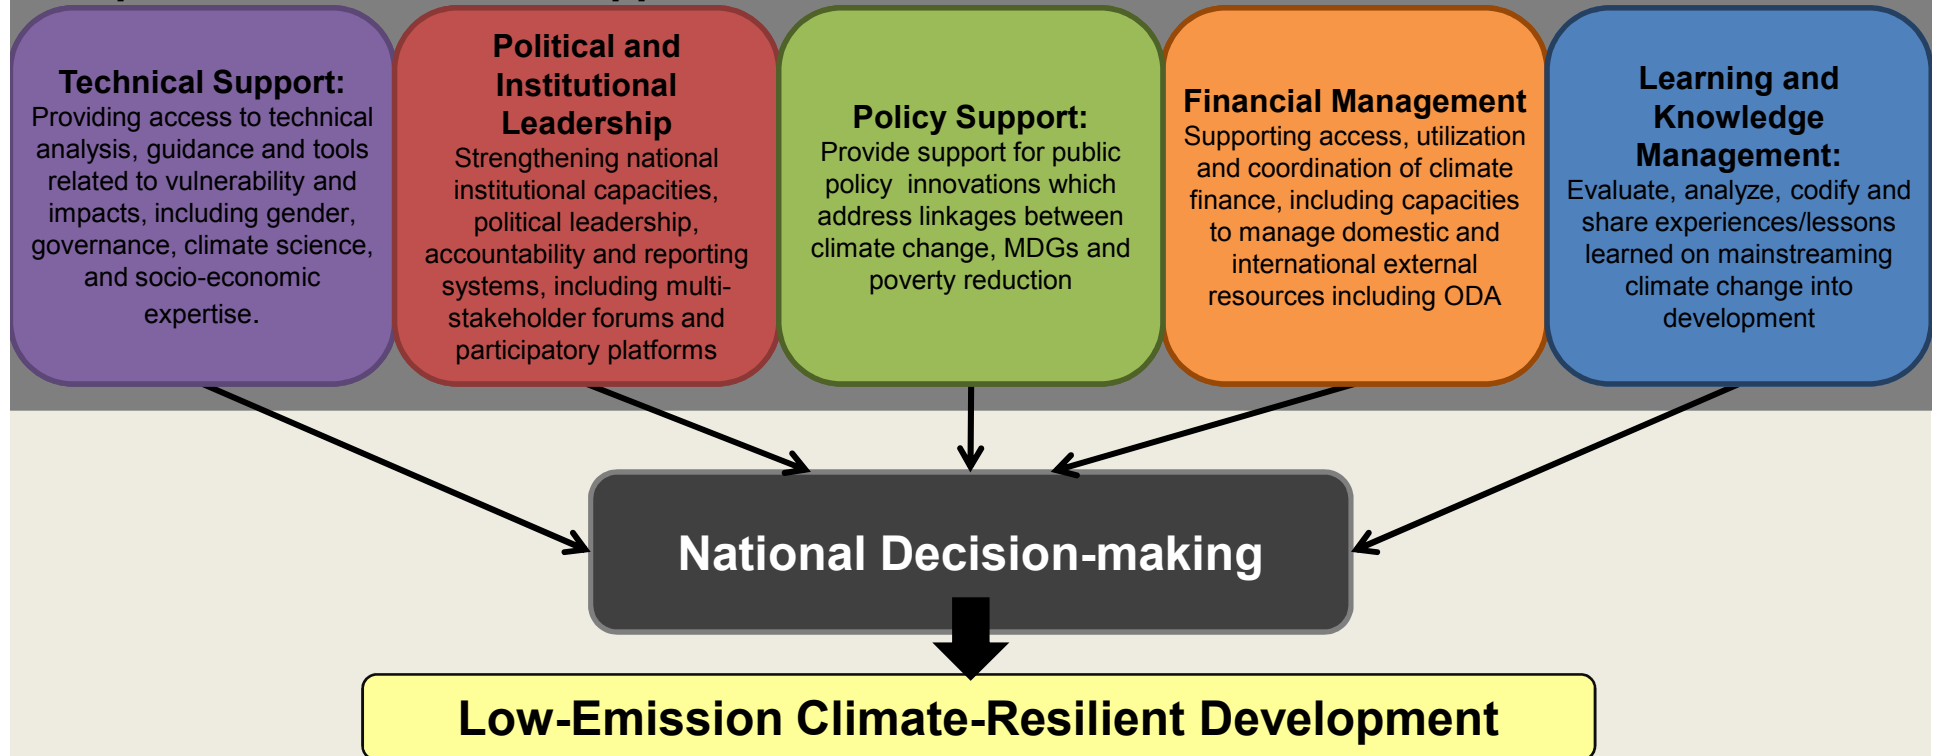 Technical Support:
Providing access to technical
analysis, guidance and tools
related to vulnerability and
impacts, including gender,
governance, climate science,
and socio-economic
expertise.
Political and
Institutional
Leadership
Strengthening national
institutional capacities,
political leadership,
accountability and reporting
systems, including multi-
stakeholder forums and
participatory platforms
Policy Support:
Provide support for public
policy innovations which
address linkages between
climate change, MDGs and
poverty reduction
Financial Management
Supporting access, utilization
and coordination of climate
finance, including capacities
to manage domestic and
international external
resources including ODA
Learning and
Knowledge
Management:
Evaluate, analyze, codify and
share experiences/lessons
learned on mainstreaming
climate change into
development
National Decision-making
Low-Emission Climate-Resilient Development